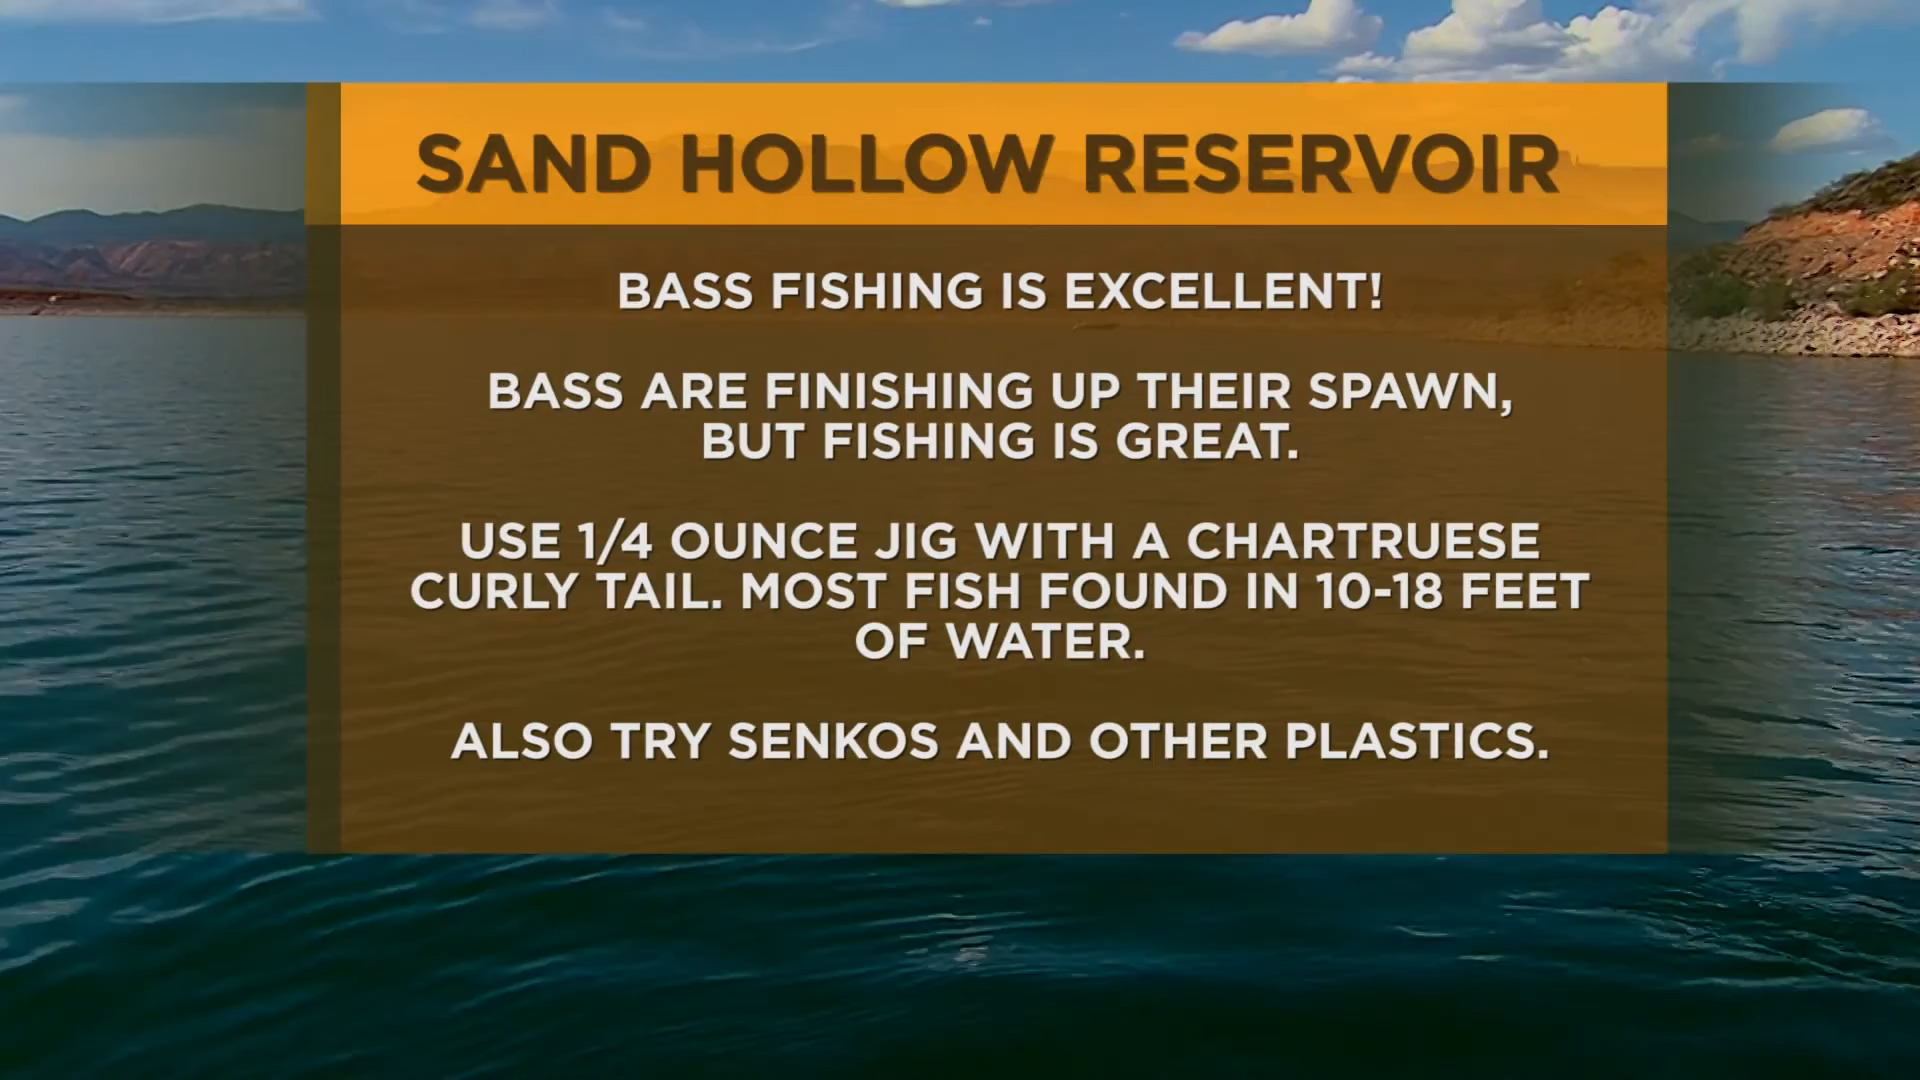 SAND HOLLOW RESERVOIR
BASS FISHING IS EXCELLENT!
BASS ARE FINISHING UP THEIR SPAWN,
BUT FISHING IS GREAT.
USE 1/4 OUNCE JIG WITH A CHARTRUESE
CURLY TAIL. MOST FISH FOUND IN 10-18 FEET
OF WATER.
ALSO TRY SENKOS AND OTHER PLASTICS.